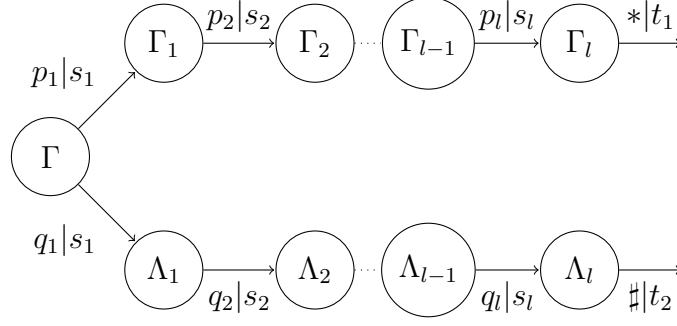 p₁|s₁
Γ₁
p₂|s₂
Γ₂
Γₗ₋₁
pₗ|sₗ
Γₗ
*|t₁
Γ
q₁|s₁
Λ₁
q₂|s₂
Λ₂
Λₗ₋₁
qₗ|sₗ
Λₗ
♯|t₂